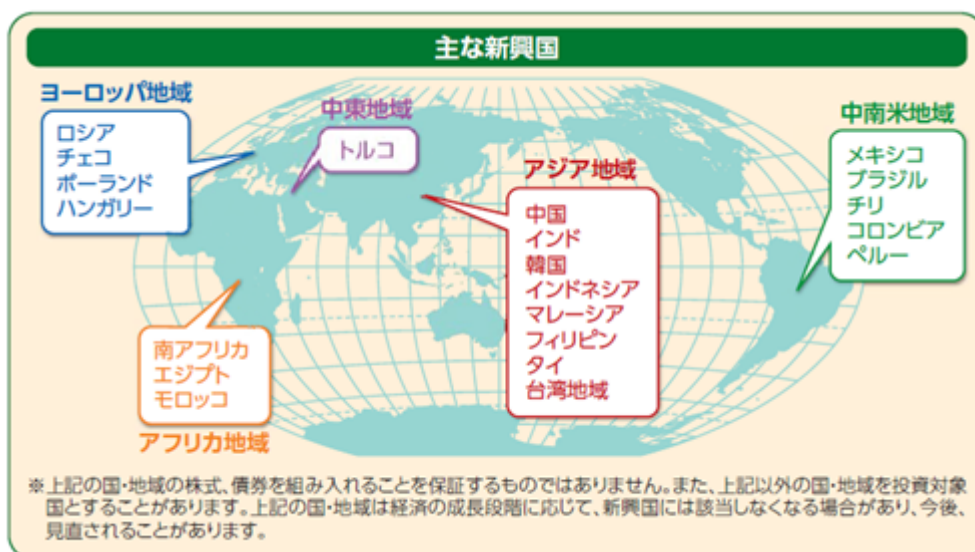 主な新興国
ヨーロッパ地域
ロシア
チェコ
ポーランド
ハンガリー
中東地域
トルコ
アジア地域
中国
インド
韓国
インドネシア
マレーシア
フィリピン
タイ
台湾地域
中南米地域
メキシコ
ブラジル
チリ
コロンビア
ペルー
南アフリカ
エジプト
モロッコ
アフリカ地域
※上記の国・地域の株式、債券を組み入れることを保証するものではありません。また、上記以外の国・地域を投資対象
国とすることがあります。上記の国・地域は経済の成長段階に応じて、新興国には該当しなくなる場合があり、今後、
見直されることがあります。